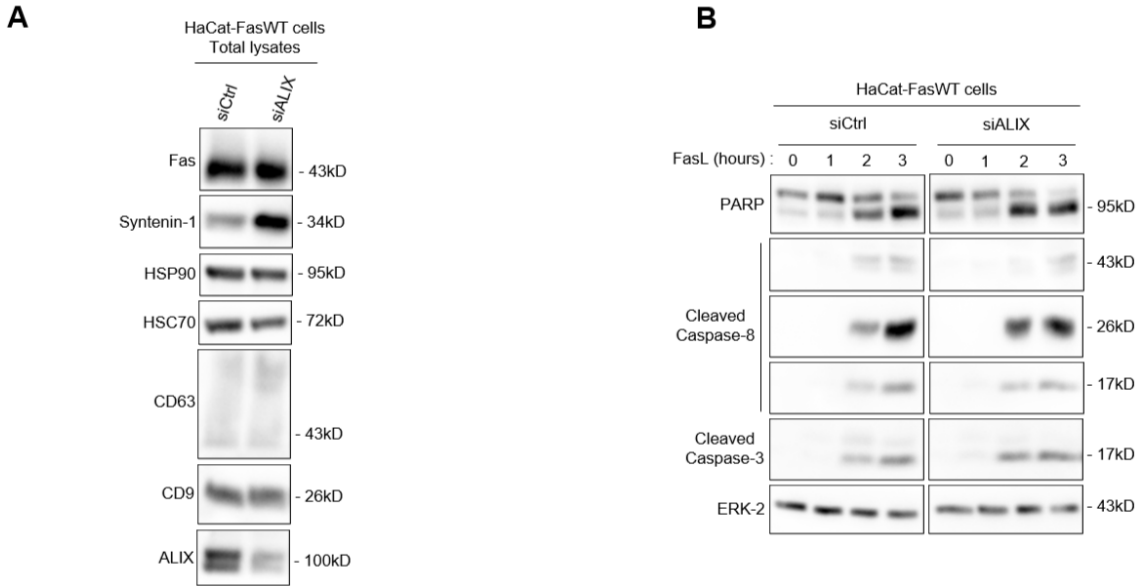 A
HaCat-FasWT cells
Total lysates
siCtrl
siALIX
Fas
- 43kD
Syntenin-1
- 34kD
HSP90
- 95kD
HSC70
- 72kD
CD63
- 43kD
CD9
- 26kD
ALIX
- 100kD
B
HaCat-FasWT cells
siCtrl siALIX
FasL (hours) : 0 1 2 3 0 1 2 3
PARP
- 95kD
- 43kD
Cleaved
Caspase-8
- 26kD
- 17kD
Cleaved
Caspase-3
- 17kD
ERK-2
- 43kD